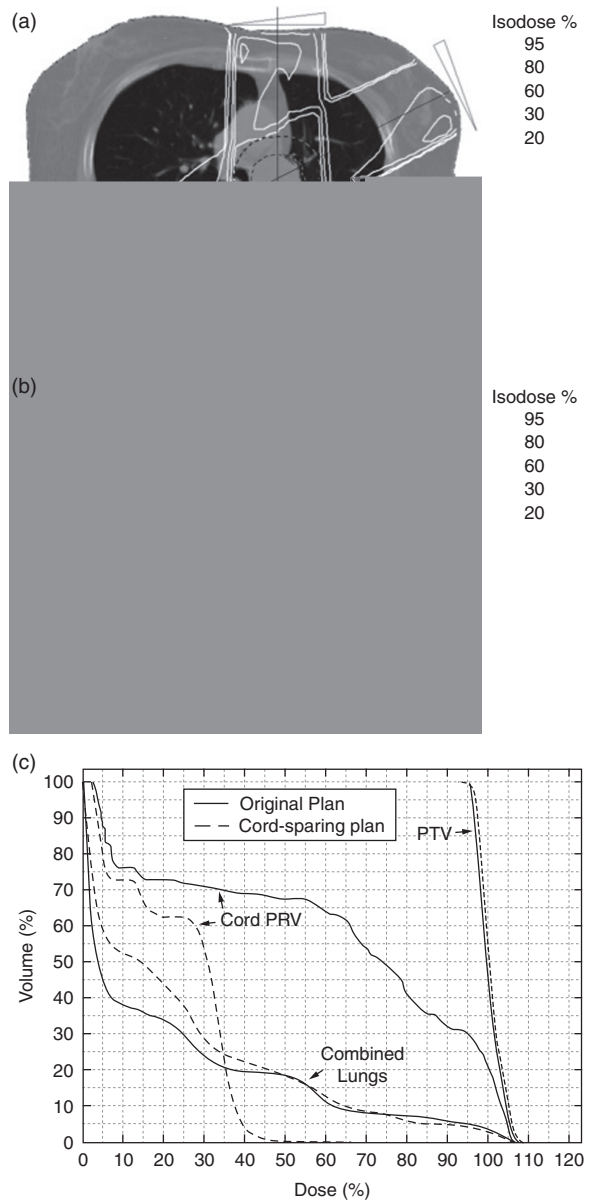 (a)
Isodose %
95
80
60
30
20
(b)
Isodose %
95
80
60
30
20
(c)
100
90
80
70
60
50
40
30
20
10
0
Volume (%)
Original Plan
Cord-sparing plan
PTV
Cord PRV
Combined
Lungs
0 10 20 30 40 50 60 70 80 90 100 110 120
Dose (%)